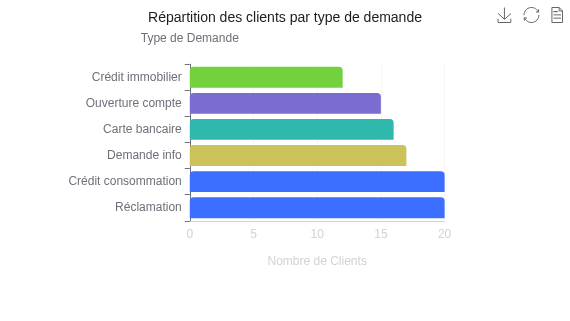 Répartition des clients par type de demande
Type de Demande
Crédit immobilier
Ouverture compte
Carte bancaire
Demande info
Crédit consommation
Réclamation
0 5 10 15 20
Nombre de Clients